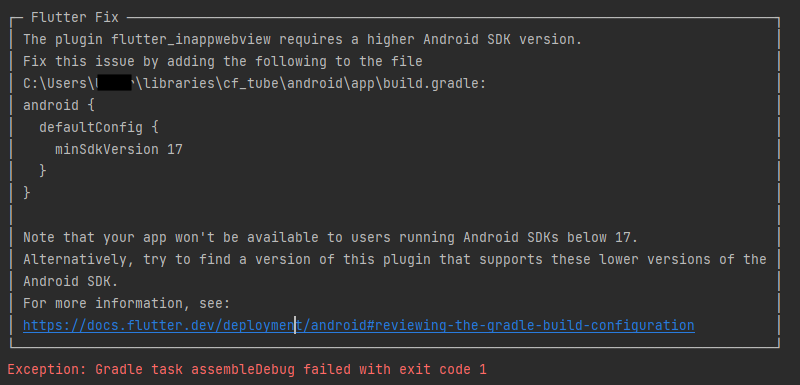 Flutter Fix
The plugin flutter_inappwebview requires a higher Android SDK version.
Fix this issue by adding the following to the file
C:\Users\ \libraries\cf_tube\android\app\build.gradle:
android {
  defaultConfig {
    minSdkVersion 17
  }
}
Note that your app won't be available to users running Android SDKs below 17.
Alternatively, try to find a version of this plugin that supports these lower versions of the
Android SDK.
For more information, see:
https://docs.flutter.dev/deployment/android#reviewing-the-gradle-build-configuration
Exception: Gradle task assembleDebug failed with exit code 1